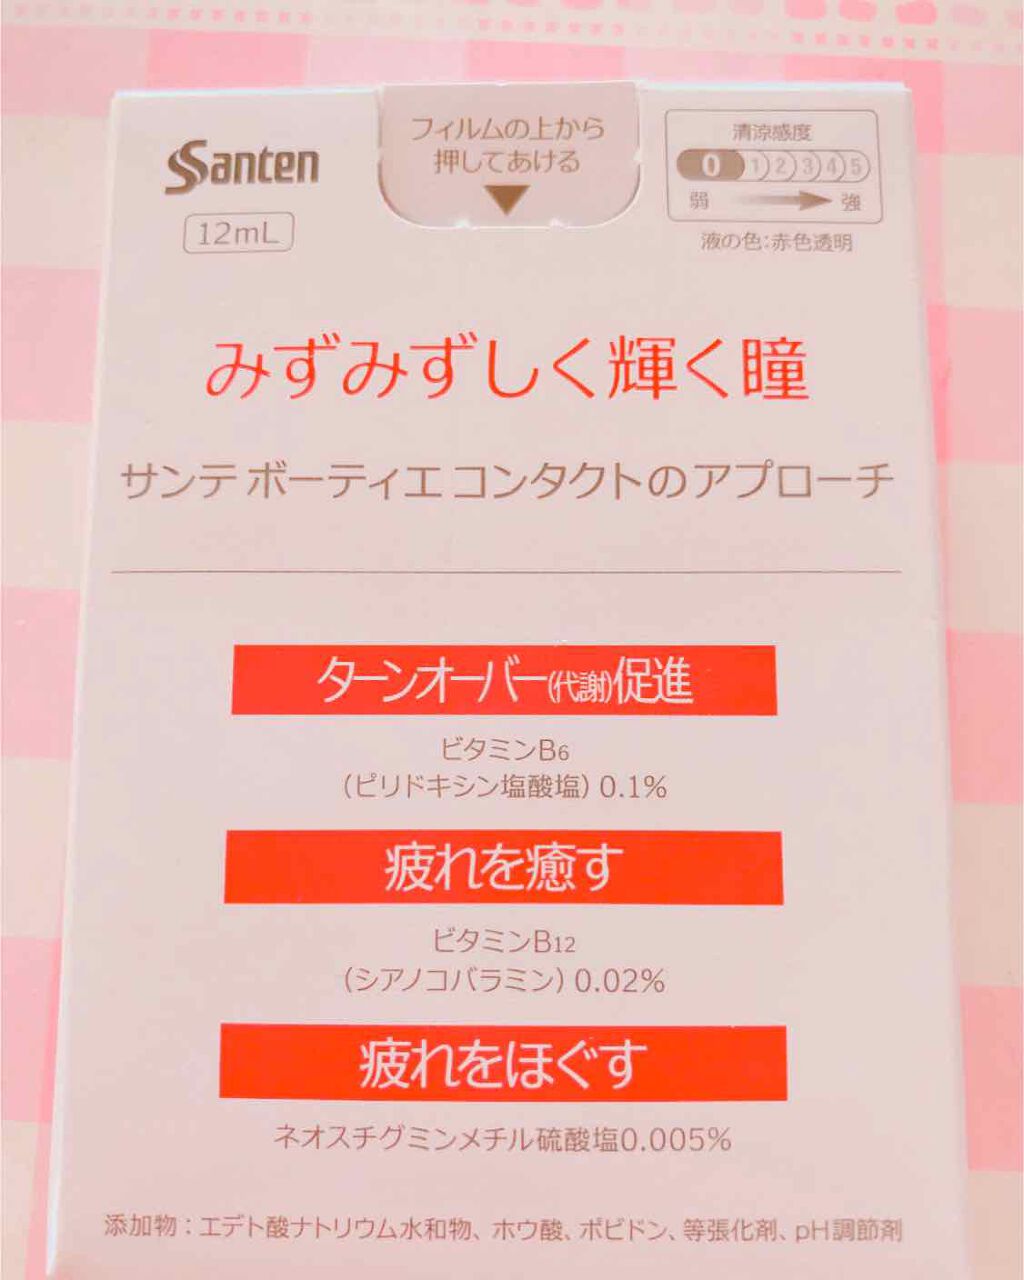 Santen
12mL
フィルムの上から
押してあける
清涼感度
0 1 2 3 4 5
弱 強
液の色:赤色透明
みずみずしく輝く瞳
サンテ ボーティエ コンタクトのアプローチ
ターンオーバー(代謝)促進
ビタミンB6
(ピリドキシン塩酸塩) 0.1%
疲れを癒す
ビタミンB12
(シアノコバラミン) 0.02%
疲れをほぐす
ネオスチグミンメチル硫酸塩0.005%
添加物:エデト酸ナトリウム水和物、ホウ酸、ポビドン、等張化剤、pH調節剤